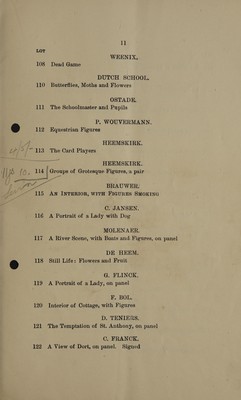 11
LOT
WEENIX.
108 Dead Game
DUTCH SCHOOL.
110 Butterflies, Moths and Flowers
OSTADE.
111 The Schoolmaster and Pupils
P. WOUVERMANN.
112 Equestrian Figures
HEEMSKIRK.
113 The Card Players
HEEMSKIRK.
114 Groups of Grotesque Figures, a pair
BRAUWER.
115 AN INTERIOR, WITH FIGURES SMOKING
C. JANSEN.
116 A Portrait of a Lady with Dog
MOLENAER.
117 A River Scene, with Boats and Figures, on panel
DE HEEM.
118 Still Life: Flowers and Fruit
G. FLINCK.
119 A Portrait of a Lady, on panel
F. BOL.
120 Interior of Cottage, with Figures
D. TENIERS.
121 The Temptation of St. Anthony, on panel
C. FRANCK.
122 A View of Dort, on panel. Signed